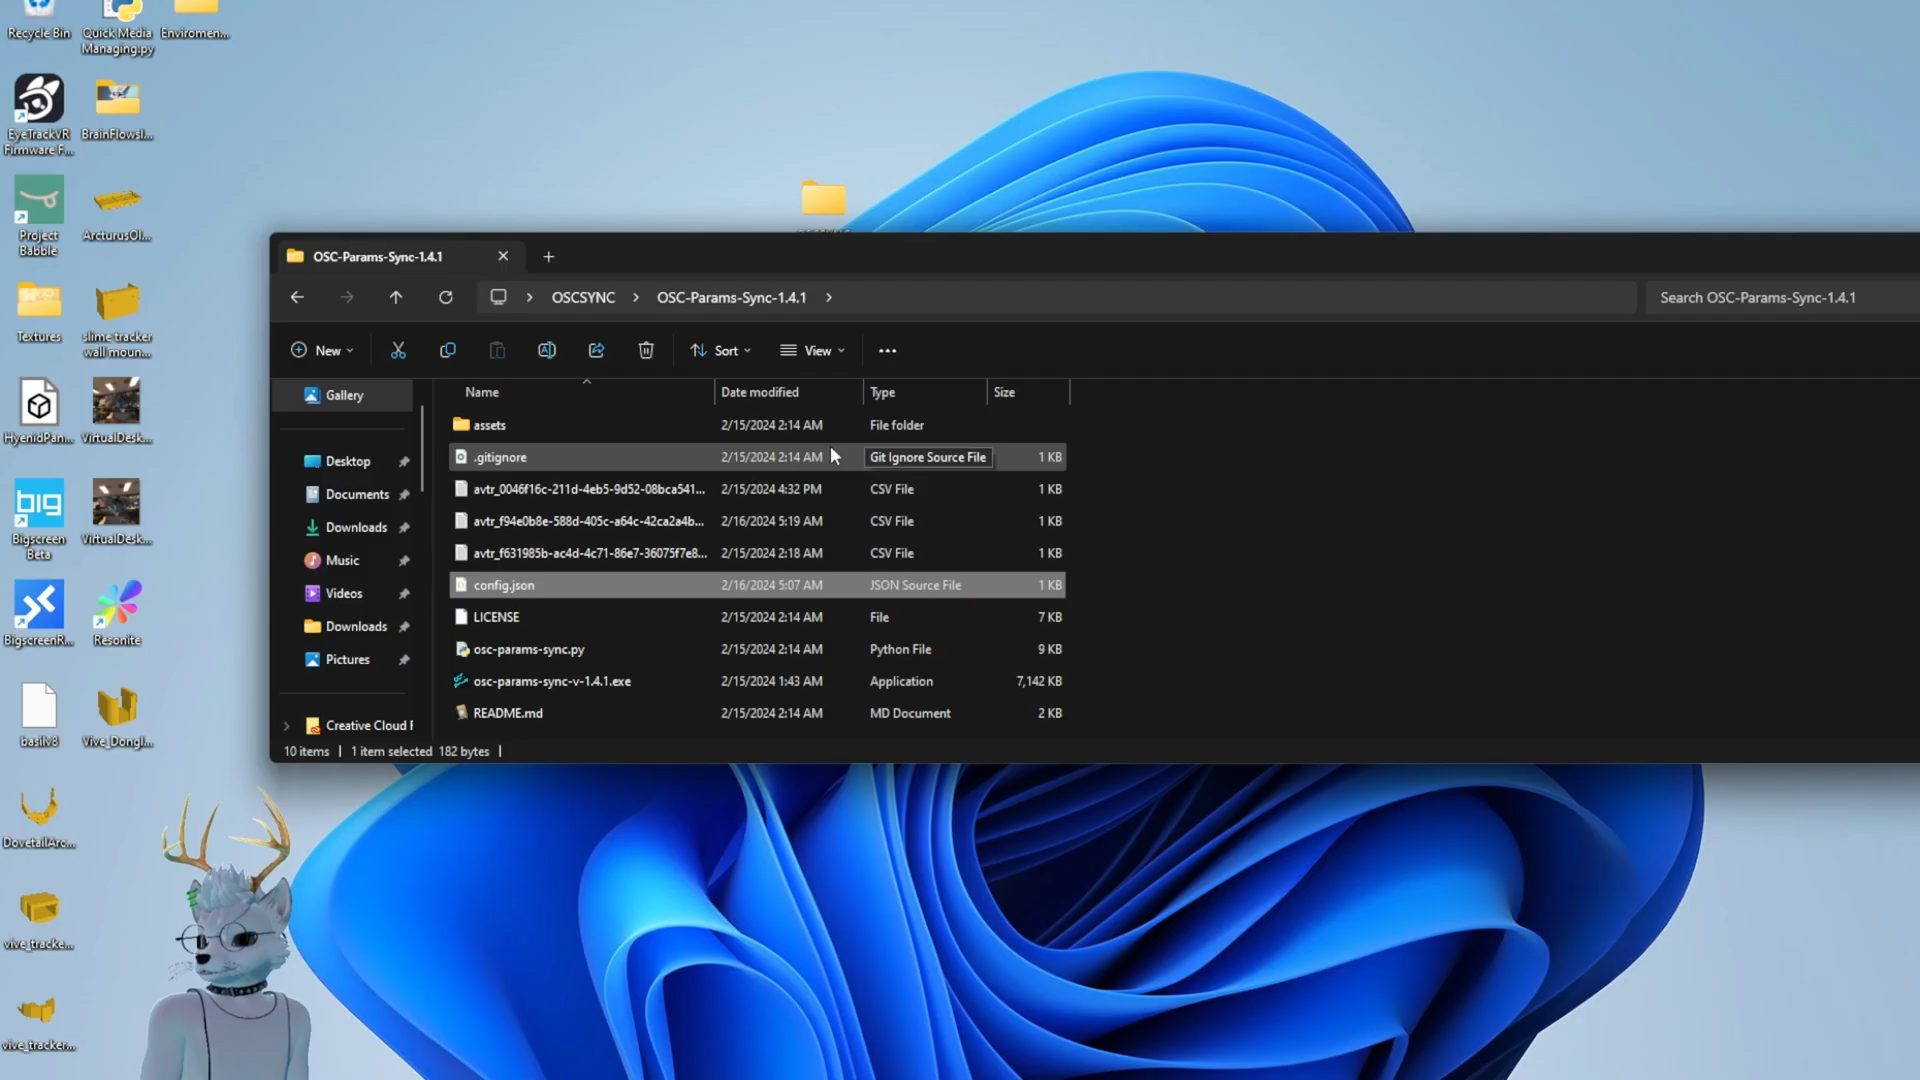 Recycle Bin
Quick Media
Managing.py
Enviromen...
EyeTrackVR
Firmware F...
BrainFlowsI...
Project
Babble
ArcturusOl...
Textures
slime tracker
wall moun...
HyenidPan...
VirtualDesk...
big
Bigscreen
Beta
VirtualDesk...
BigscreenR...
Resonite
basilv8
Vive_Dongl...
DovetailArc...
vive_tracke...
vive_tracker...
OSC-Params-Sync-1.4.1
OSCSYNC
OSC-Params-Sync-1.4.1
Search OSC-Params-Sync-1.4.1
New
Sort
View
Gallery
Desktop
Documents
Downloads
Music
Videos
Downloads
Pictures
Creative Cloud F
Name Date modified Type Size
assets 2/15/2024 2:14 AM File folder
.gitignore 2/15/2024 2:14 AM Git Ignore Source File 1 KB
avtr_0046f16c-211d-4eb5-9d52-08bca541... 2/15/2024 4:32 PM CSV File 1 KB
avtr_f94e0b8e-588d-405c-a64c-42ca2a4b... 2/16/2024 5:19 AM CSV File 1 KB
avtr_f631985b-ac4d-4c71-86e7-36075f7e8... 2/15/2024 2:18 AM CSV File 1 KB
config.json 2/16/2024 5:07 AM JSON Source File 1 KB
LICENSE 2/15/2024 2:14 AM File 7 KB
osc-params-sync.py 2/15/2024 2:14 AM Python File 9 KB
osc-params-sync-v-1.4.1.exe 2/15/2024 1:43 AM Application 7,142 KB
README.md 2/15/2024 2:14 AM MD Document 2 KB
10 items | 1 item selected 182 bytes |